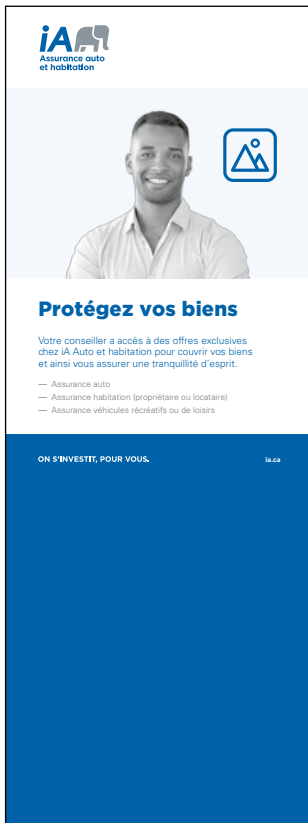 iA
Assurance auto
et habitation
Protégez vos biens
Votre conseiller a accès à des offres exclusives
chez iA Auto et habitation pour couvrir vos biens
et ainsi vous assurer une tranquillité d'esprit.
— Assurance auto
— Assurance habitation (propriétaire ou locataire)
— Assurance véhicules récréatifs ou de loisirs
ON S'INVESTIT, POUR VOUS. ia.ca